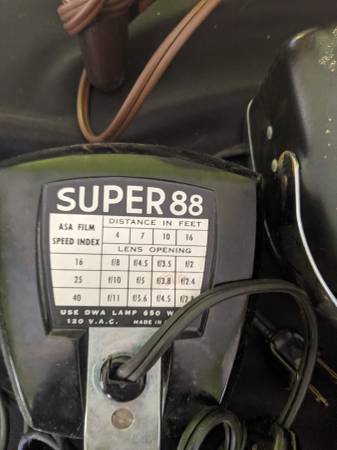 SUPER 88
ASA FILM SPEED INDEX
DISTANCE IN FEET
4 7 10 16
LENS OPENING
16 f/8 f/4.5 f/3.5 f/2
25 f/10 f/5 f/3.8 f/2.4
40 f/11 f/5.6 f/4.5
USE DWA LAMP 650
120 V.A.C. MADE IN